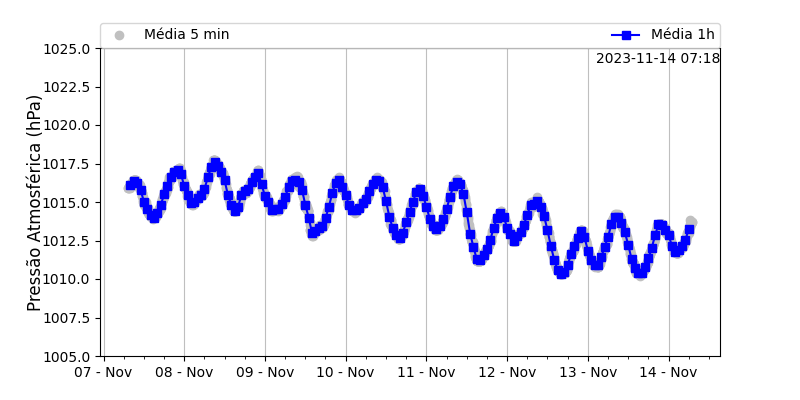 Média 5 min
Média 1h
2023-11-14 07:18
Pressão Atmosférica (hPa)
1025.0
1022.5
1020.0
1017.5
1015.0
1012.5
1010.0
1007.5
1005.0
07 - Nov
08 - Nov
09 - Nov
10 - Nov
11 - Nov
12 - Nov
13 - Nov
14 - Nov